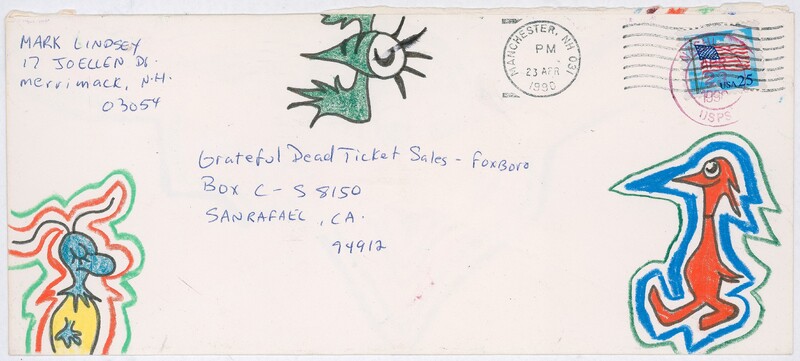 MARK LINDSEY
17 JOELLEN Dr.
merrimack, N.H.
03054
MANCHESTER, NH 031
PM
23 APR
1990
USA 25
1990
USPS
Grateful Dead Ticket Sales - Foxboro
Box C-S 8150
SANRAFAEL, CA.
94912